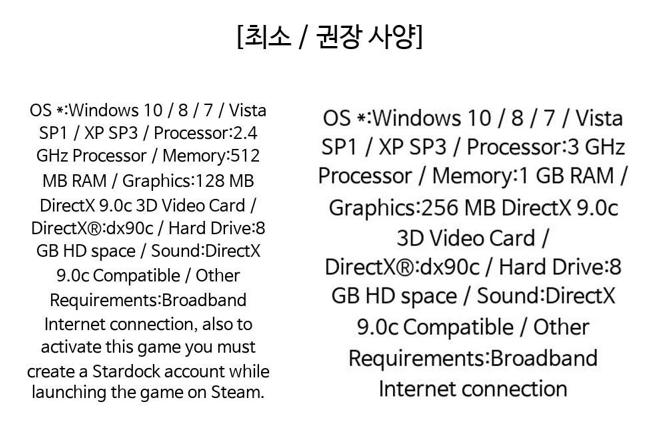 [최소 / 권장 사양]
OS *:Windows 10 / 8 / 7 / Vista
SP1 / XP SP3 / Processor:2.4
GHz Processor / Memory:512
MB RAM / Graphics:128 MB
DirectX 9.0c 3D Video Card /
DirectX®:dx90c / Hard Drive:8
GB HD space / Sound:DirectX
9.0c Compatible / Other
Requirements:Broadband
Internet connection, also to
activate this game you must
create a Stardock account while
launching the game on Steam.
OS *:Windows 10 / 8 / 7 / Vista
SP1 / XP SP3 / Processor:3 GHz
Processor / Memory:1 GB RAM /
Graphics:256 MB DirectX 9.0c
3D Video Card /
DirectX®:dx90c / Hard Drive:8
GB HD space / Sound:DirectX
9.0c Compatible / Other
Requirements:Broadband
Internet connection